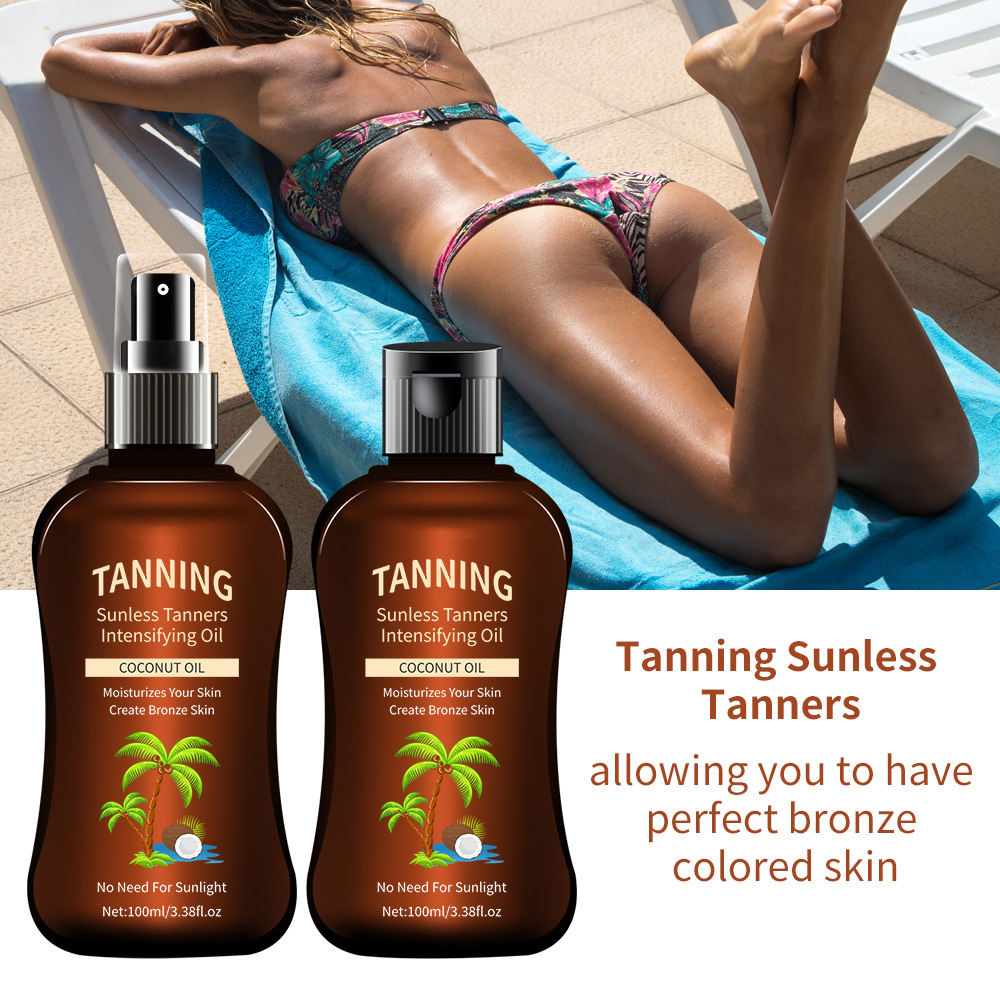 TANNING
Sunless Tanners
Intensifying Oil
COCONUT OIL
Moisturizes Your Skin
Create Bronze Skin
No Need For Sunlight
Net:100ml/3.38fl.oz
TANNING
Sunless Tanners
Intensifying Oil
COCONUT OIL
Moisturizes Your Skin
Create Bronze Skin
No Need For Sunlight
Net:100ml/3.38fl.oz
Tanning Sunless
Tanners
allowing you to have
perfect bronze
colored skin